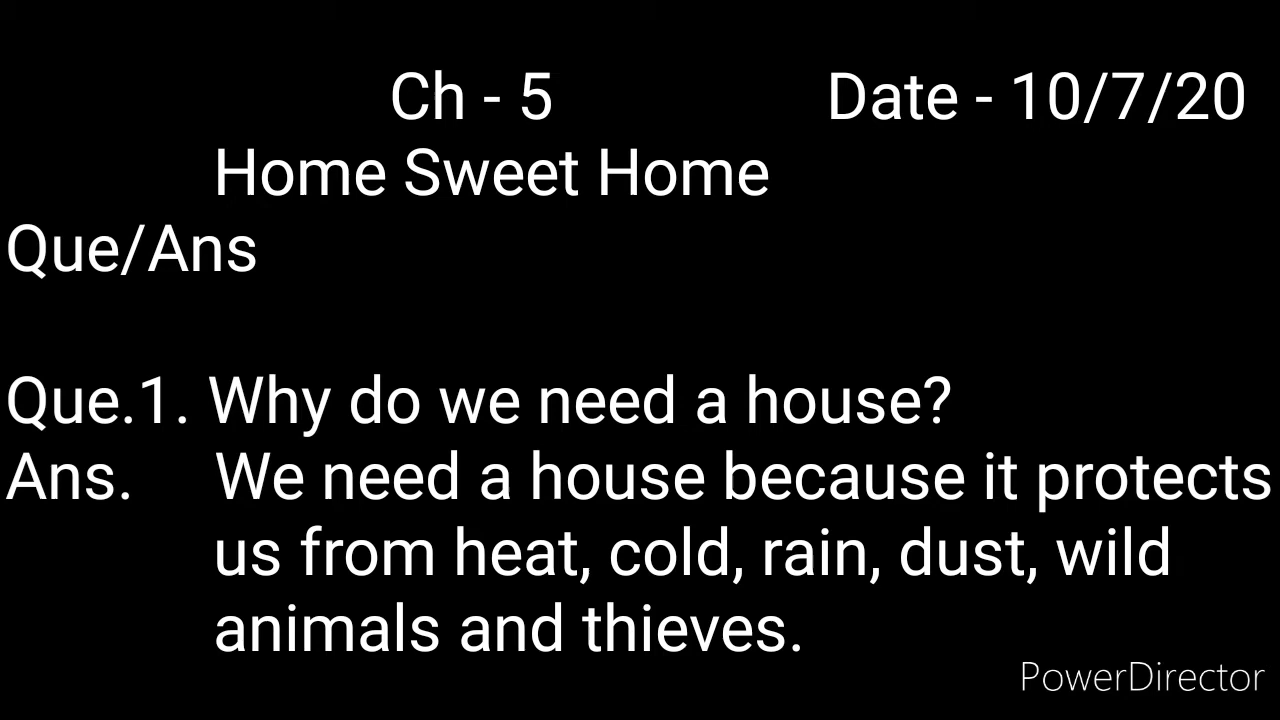 Ch - 5 Date - 10/7/20
Home Sweet Home
Que/Ans
Que.1. Why do we need a house?
Ans. We need a house because it protects
us from heat, cold, rain, dust, wild
animals and thieves.
PowerDirector